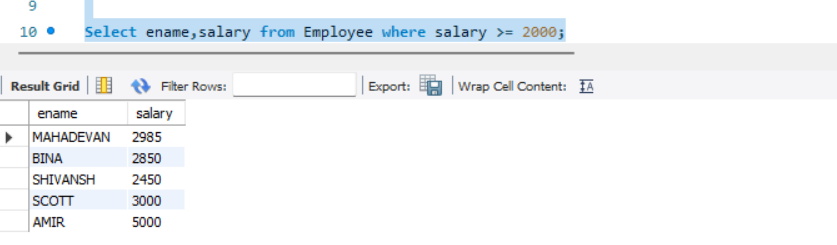 9
10 Select ename,salary from Employee where salary >= 2000;
Result Grid Filter Rows: Export: Wrap Cell Content: IA
ename salary
MAHADEVAN 2985
BINA 2850
SHIVANSH 2450
SCOTT 3000
AMIR 5000